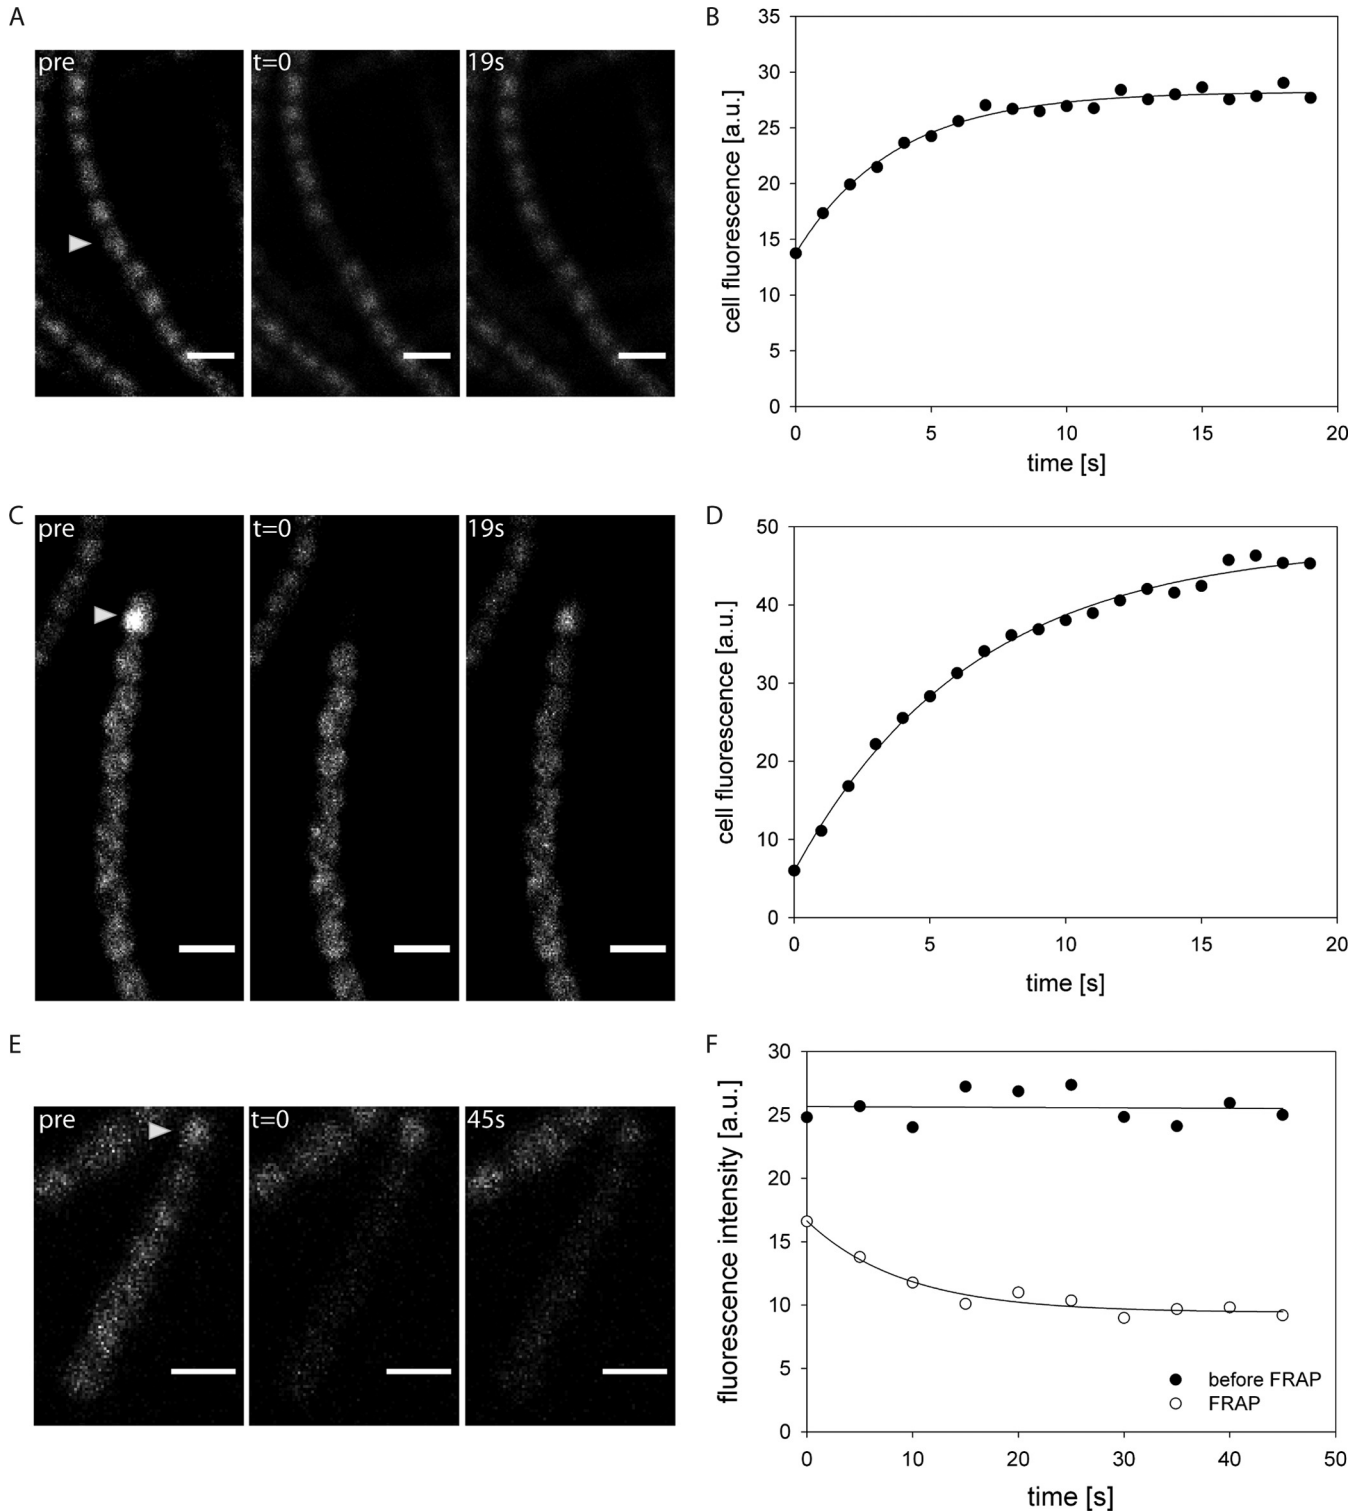 A
pre
t=0
19s
B
cell fluorescence [a.u.]
35
30
25
20
15
10
5
0
0 5 10 15 20
time [s]
C
pre
t=0
19s
D
cell fluorescence [a.u.]
50
40
30
20
10
0
0 5 10 15 20
time [s]
E
pre
t=0
45s
F
fluorescence intensity [a.u.]
30
25
20
15
10
5
0
before FRAP
FRAP
0 10 20 30 40 50
time [s]